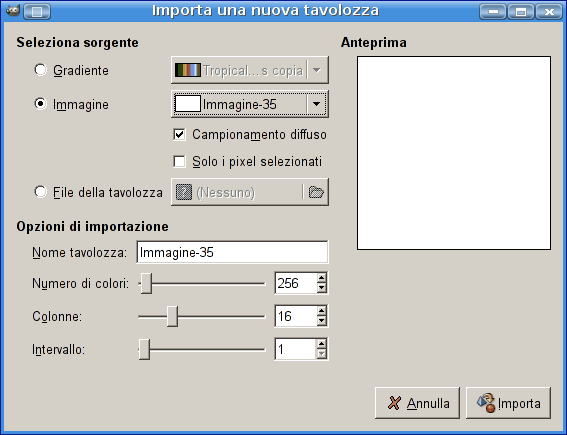 Importa una nuova tavolozza
Seleziona sorgente
Anteprima
Gradiente
Tropical...s copia
Immagine
Immagine-35
Campionamento diffuso
Solo i pixel selezionati
File della tavolozza
(Nessuno)
Opzioni di importazione
Nome tavolozza: Immagine-35
Numero di colori: 256
Colonne: 16
Intervallo: 1
Annulla
Importa